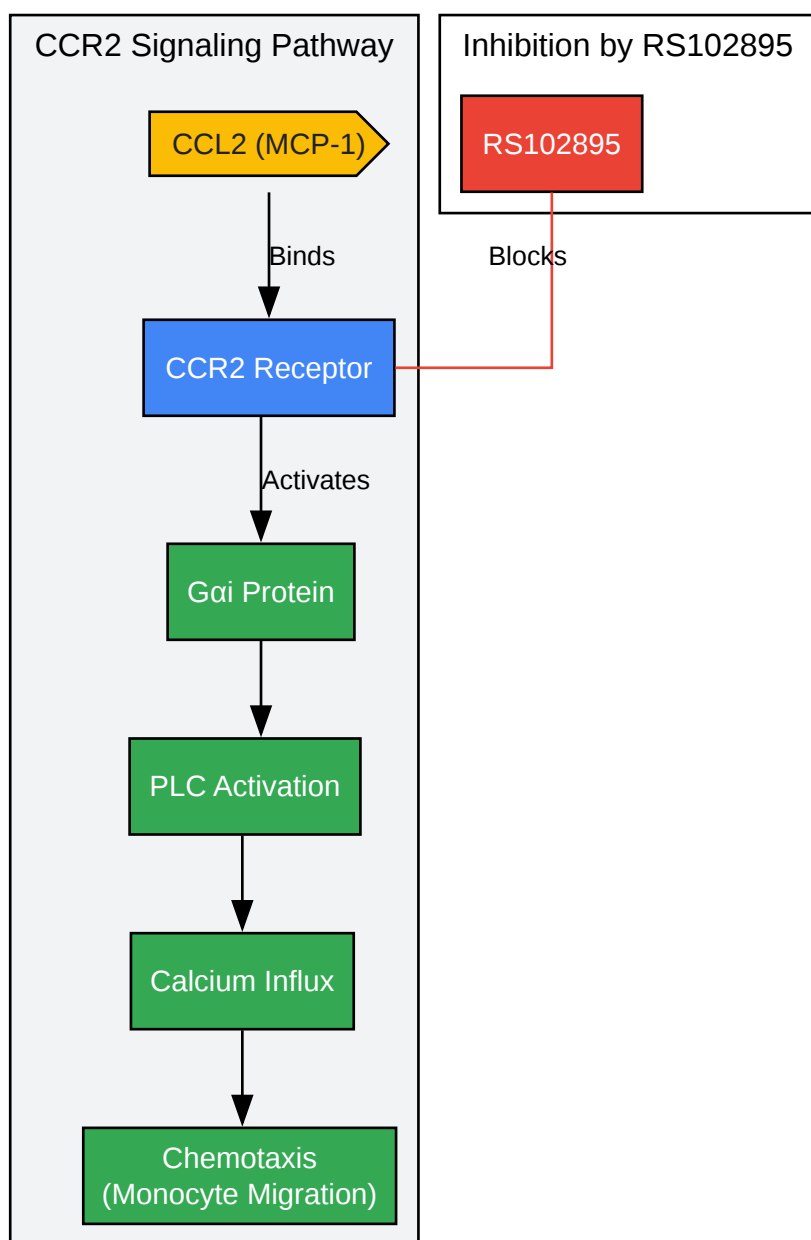 CCR2 Signaling Pathway
Inhibition by RS102895
CCL2 (MCP-1)
RS102895
Binds
Blocks
CCR2 Receptor
Activates
Gαi Protein
PLC Activation
Calcium Influx
Chemotaxis
(Monocyte Migration)